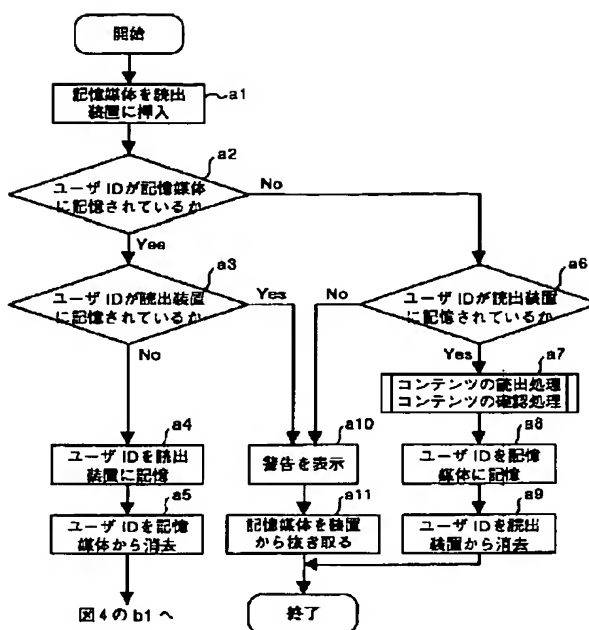 開始
記憶媒体を読出
装置に挿入
a1
a2
ユーザIDが記憶媒体
に記憶されているか
No
Yes
a3
ユーザIDが読出装置
に記憶されているか
Yes
No
a6
ユーザIDが読出装置
に記憶されているか
No
Yes
a7
コンテンツの読出処理
コンテンツの確認処理
a4
ユーザIDを読出
装置に記憶
a10
警告を表示
a8
ユーザIDを記憶
媒体に記憶
a5
ユーザIDを記憶
媒体から消去
a11
記憶媒体を装置
から抜き取る
a9
ユーザIDを読出
装置から消去
図4のb1へ
終了